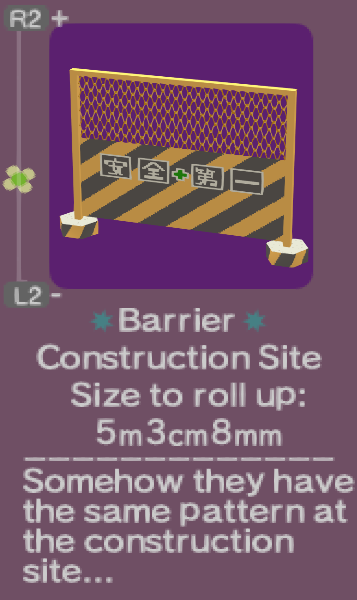 R2 +
安全+第一
L2 -
Barrier
Construction Site
Size to roll up:
5m3cm8mm
Somehow they have
the same pattern at
the construction
site...